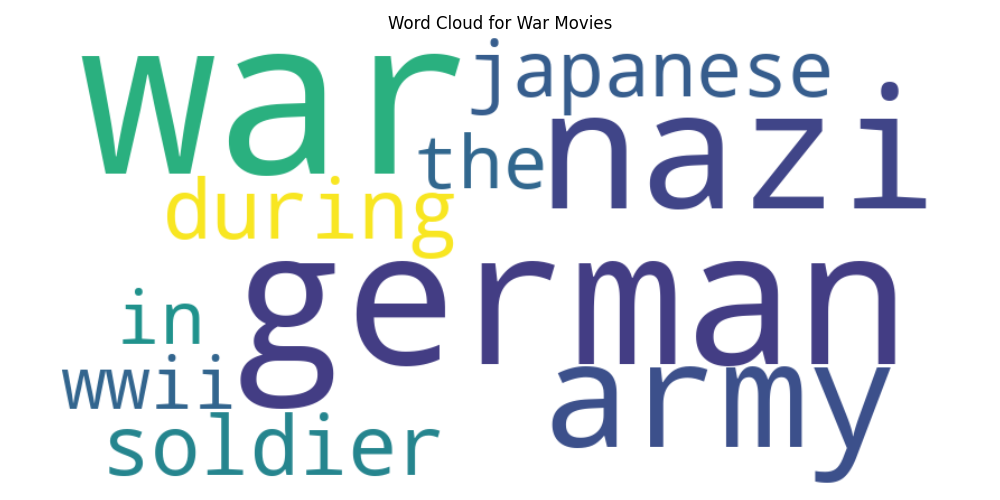 Word Cloud for War Movies
war
japanese
nazi
the
during
german
in
wwii
army
soldier